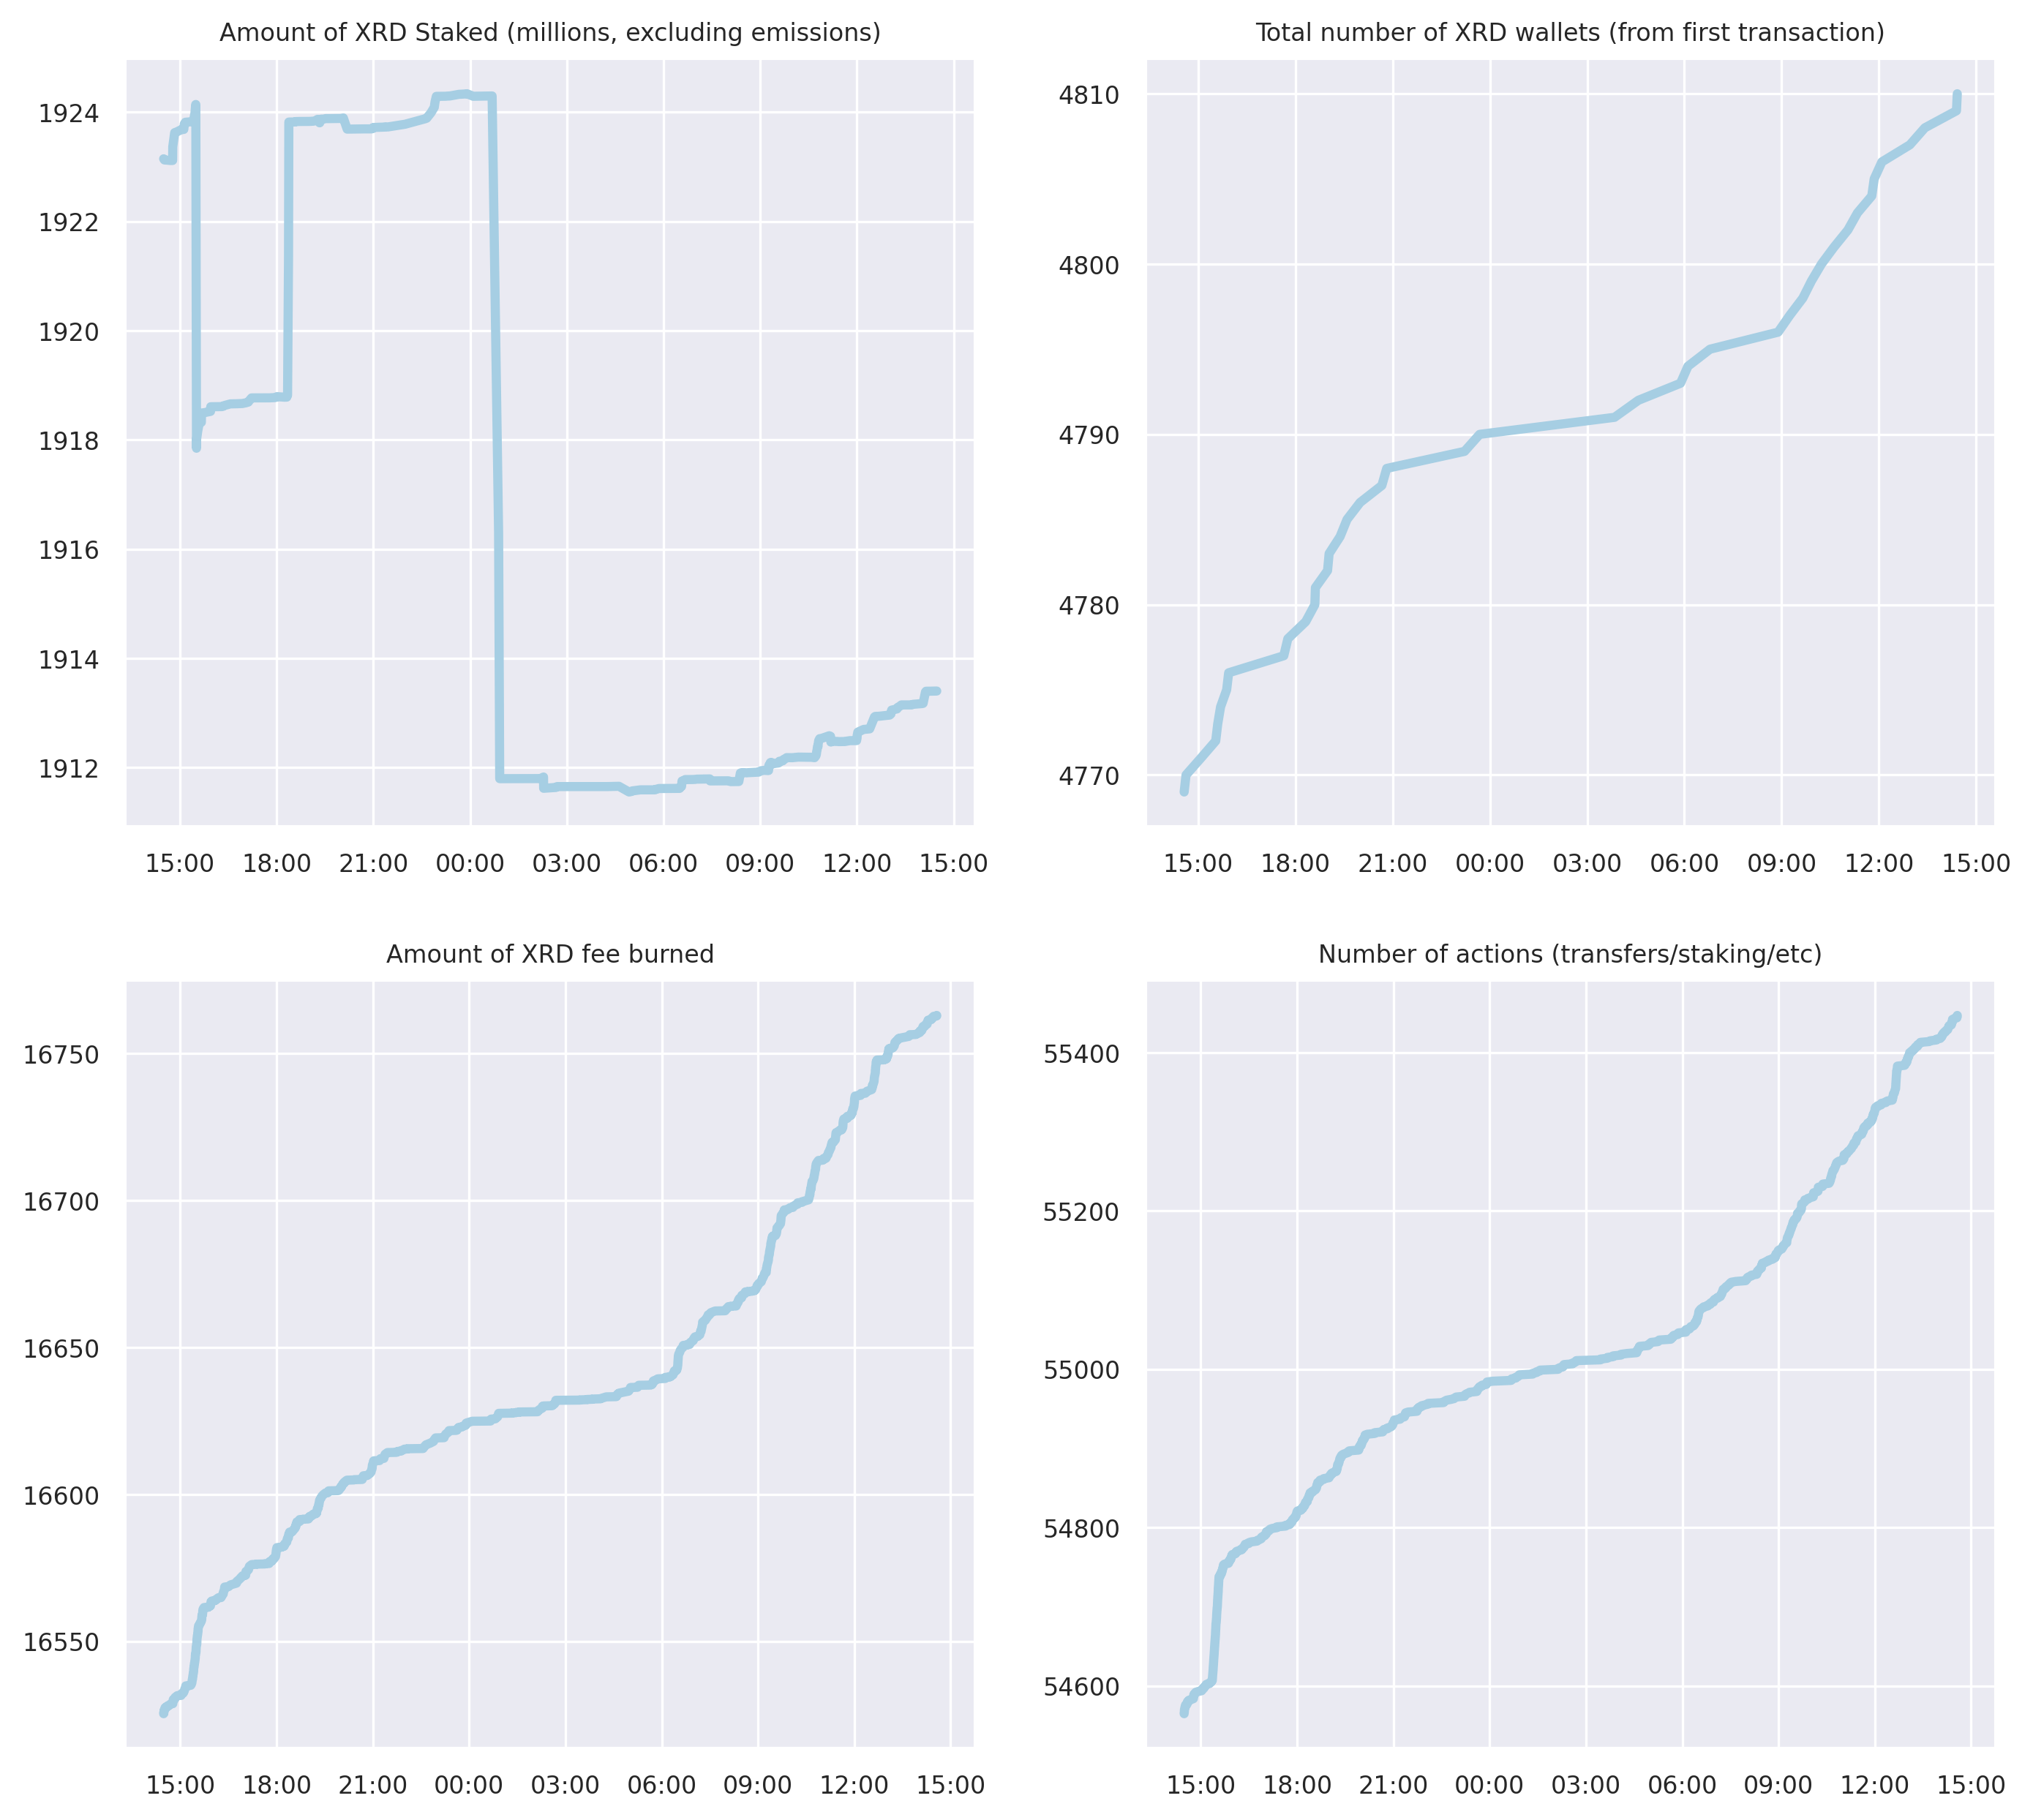 Amount of XRD Staked (millions, excluding emissions)
1924
1922
1920
1918
1916
1914
1912
15:00 18:00 21:00 00:00 03:00 06:00 09:00 12:00 15:00
Total number of XRD wallets (from first transaction)
4810
4800
4790
4780
4770
15:00 18:00 21:00 00:00 03:00 06:00 09:00 12:00 15:00
Amount of XRD fee burned
16750
16700
16650
16600
16550
15:00 18:00 21:00 00:00 03:00 06:00 09:00 12:00 15:00
Number of actions (transfers/staking/etc)
55400
55200
55000
54800
54600
15:00 18:00 21:00 00:00 03:00 06:00 09:00 12:00 15:00